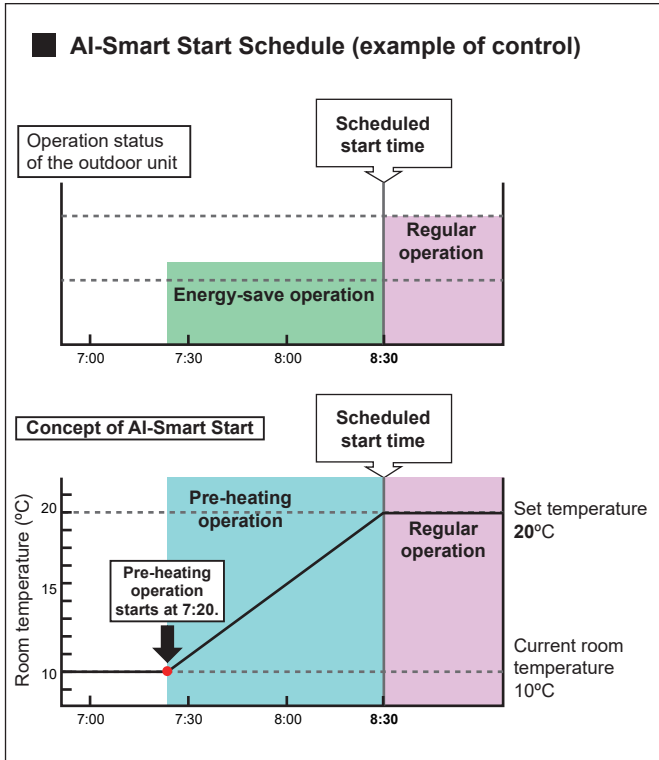 AI-Smart Start Schedule (example of control)
Operation status
of the outdoor unit
Scheduled
start time
Regular
operation
Energy-save operation
7:00
7:30
8:00
8:30
Concept of AI-Smart Start
Scheduled
start time
Room temperature (ºC)
20
15
10
Pre-heating
operation
Pre-heating
operation
starts at 7:20.
Regular
operation
Set temperature
20ºC
Current room
temperature
10ºC
7:00
7:30
8:00
8:30